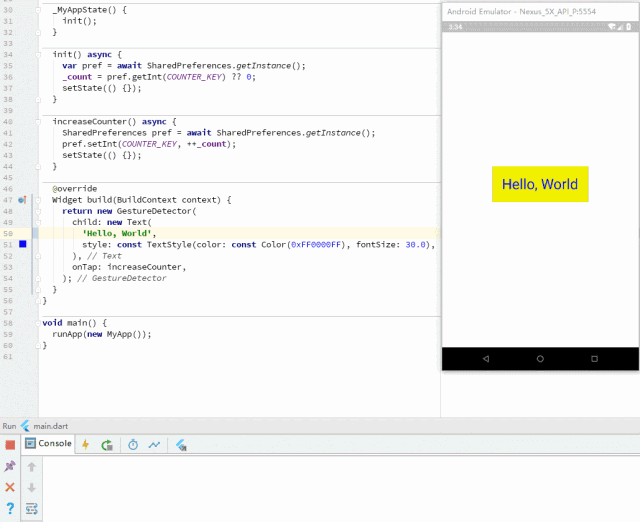 30 _MyAppState() {
31 init();
32 }
33
34 init() async {
35 var pref = await SharedPreferences.getInstance();
36 _count = pref.getInt(COUNTER_KEY) ?? 0;
37 setState(() {});
38 }
39
40 increaseCounter() async {
41 SharedPreferences pref = await SharedPreferences.getInstance();
42 pref.setInt(COUNTER_KEY, ++_count);
43 setState(() {});
44 }
45
46 @override
47 Widget build(BuildContext context) {
48 return new GestureDetector(
49 child: new Text(
50 'Hello, World',
51 style: const TextStyle(color: const Color(0xFF0000FF), fontSize: 30.0),
52 ), // Text
53 onTap: increaseCounter,
54 ); // GestureDetector
55 }
56 }
57
58 void main() {
59 runApp(new MyApp());
60 }
61
Android Emulator - Nexus_5X_API_P:5554
3:34
Hello, World
Run main.dart
Console